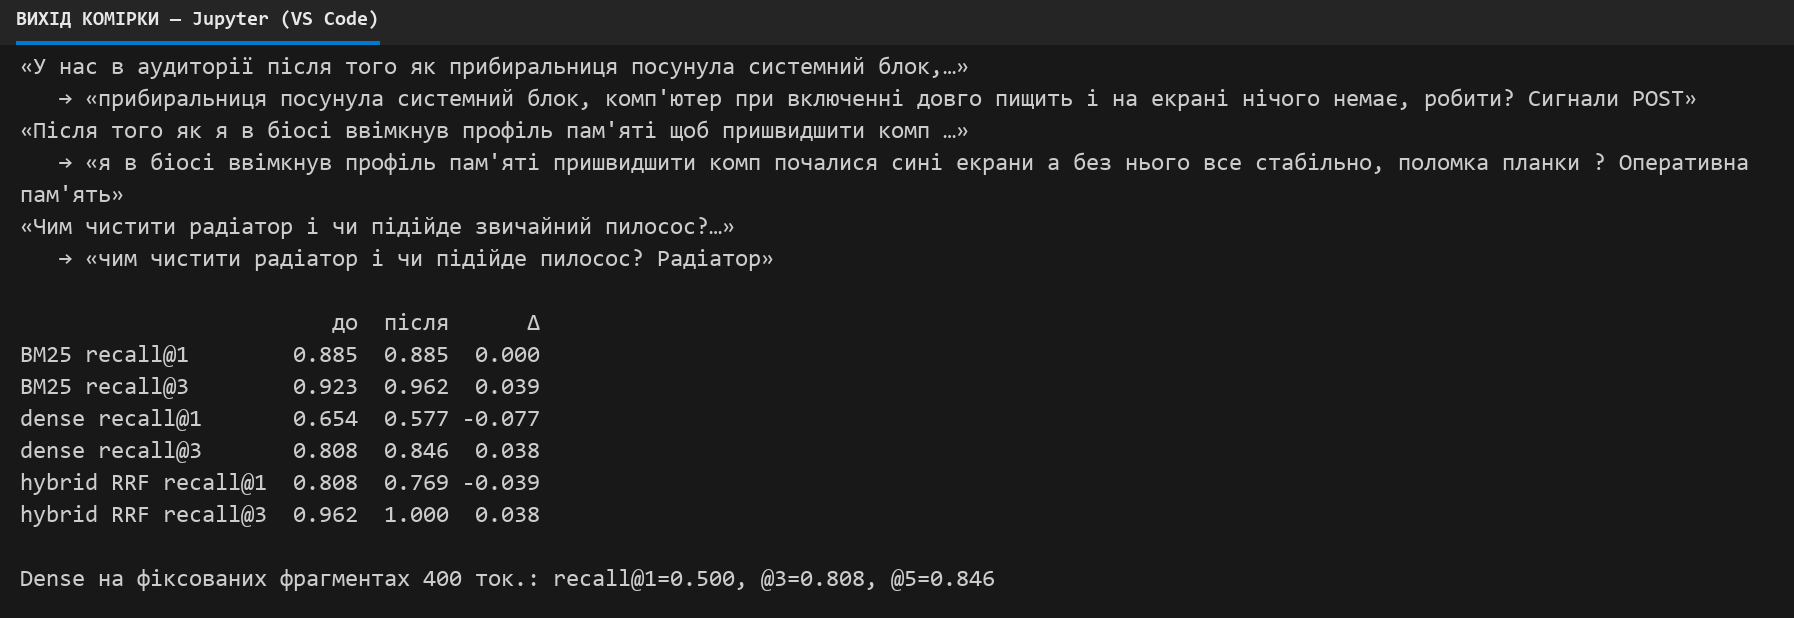 ВИХІД КОМІРКИ — Jupyter (VS Code)
«У нас в аудиторії після того як прибиральниця посунула системний блок,…»
→ «прибиральниця посунула системний блок, комп'ютер при включенні довго пищить і на екрані нічого немає, робити? Сигнали POST»
«Після того як я в біосі ввімкнув профіль пам'яті щоб пришвидшити комп …»
→ «я в біосі ввімкнув профіль пам'яті пришвидшити комп почалися сині екрани а без нього все стабільно, поломка планки ? Оперативна
пам'ять»
«Чим чистити радіатор і чи підійде звичайний пилосос?…»
→ «чим чистити радіатор і чи підійде пилосос? Радіатор»
до після Δ
BM25 recall@1 0.885 0.885 0.000
BM25 recall@3 0.923 0.962 0.039
dense recall@1 0.654 0.577 -0.077
dense recall@3 0.808 0.846 0.038
hybrid RRF recall@1 0.808 0.769 -0.039
hybrid RRF recall@3 0.962 1.000 0.038
Dense на фіксованих фрагментах 400 ток.: recall@1=0.500, @3=0.808, @5=0.846